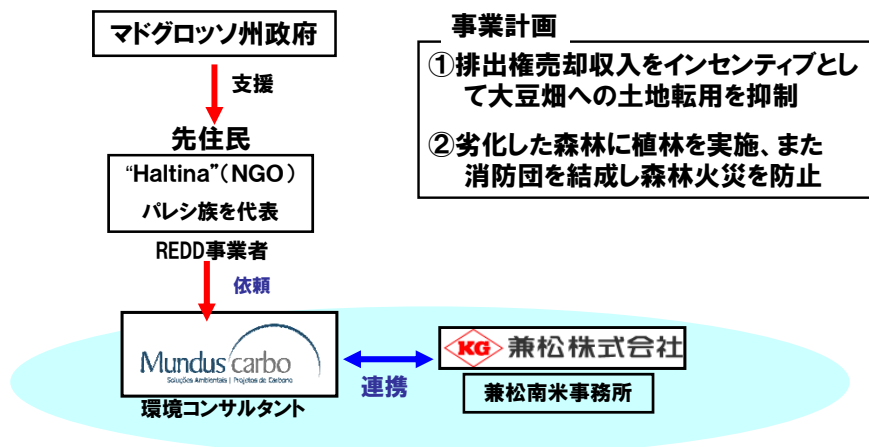 マドグロッソ州政府
支援
先住民
“Haltina”(NGO)
パレシ族を代表
REDD事業者
依頼
Mundus carbo
Soluções Ambientais | Projetos de Carbono
環境コンサルタント
連携
KG 兼松株式会社
兼松南米事務所
事業計画
①排出権売却収入をインセンティブとし
て大豆畑への土地転用を抑制
②劣化した森林に植林を実施、また
消防団を結成し森林火災を防止